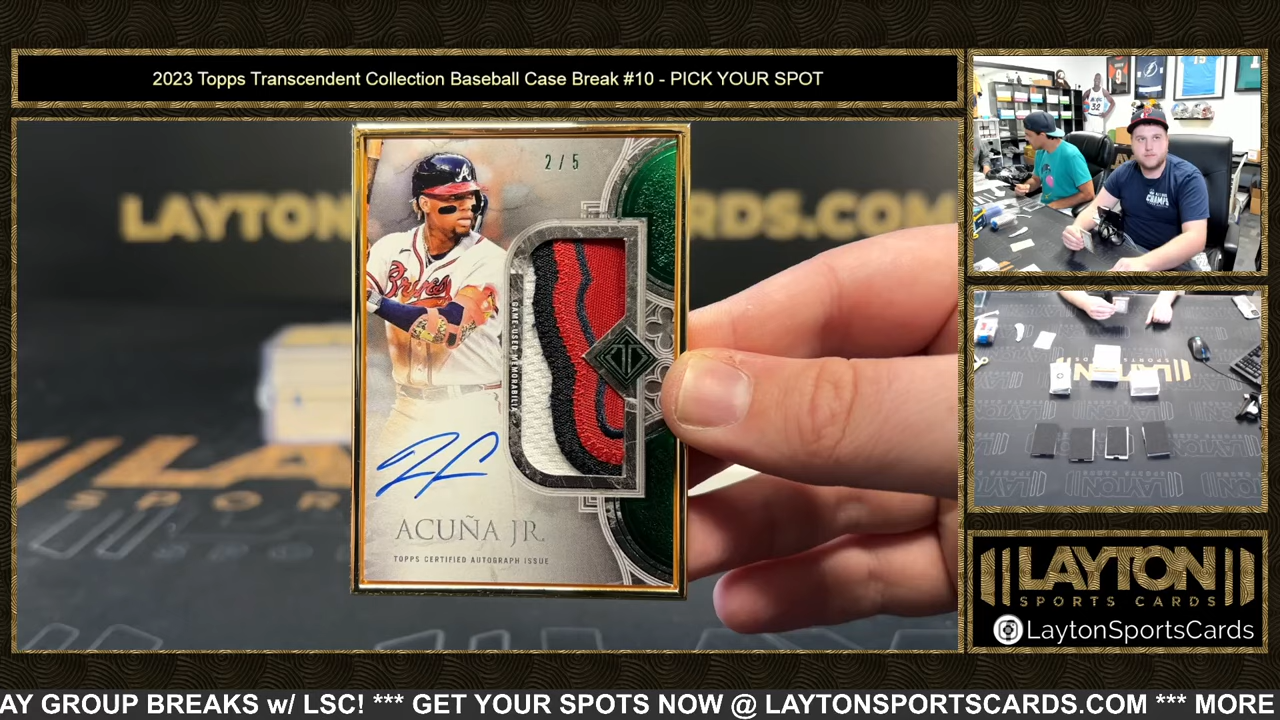 2023 Topps Transcendent Collection Baseball Case Break #10 - PICK YOUR SPOT
2/5
Braves
GAME-USED MEMORABILIA
ACUÑA JR.
TOPPS CERTIFIED AUTOGRAPH ISSUE
LAYTON
SPORTS CARDS
LaytonSportsCards
AY GROUP BREAKS w/ LSC! *** GET YOUR SPOTS NOW @ LAYTONSPORTSCARDS.COM *** MORE